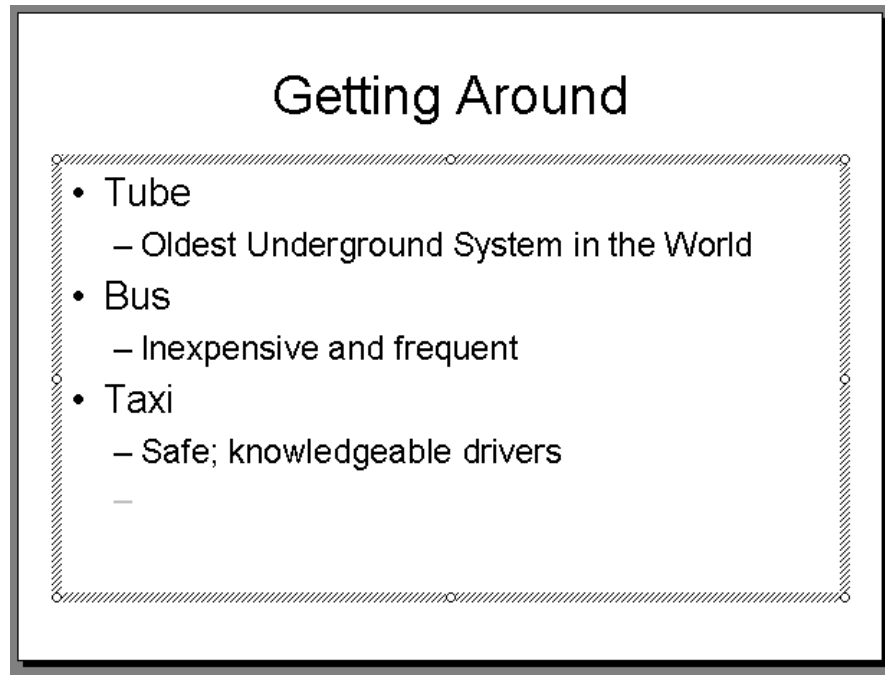 Getting Around
• Tube
– Oldest Underground System in the World
• Bus
– Inexpensive and frequent
• Taxi
– Safe; knowledgeable drivers
–